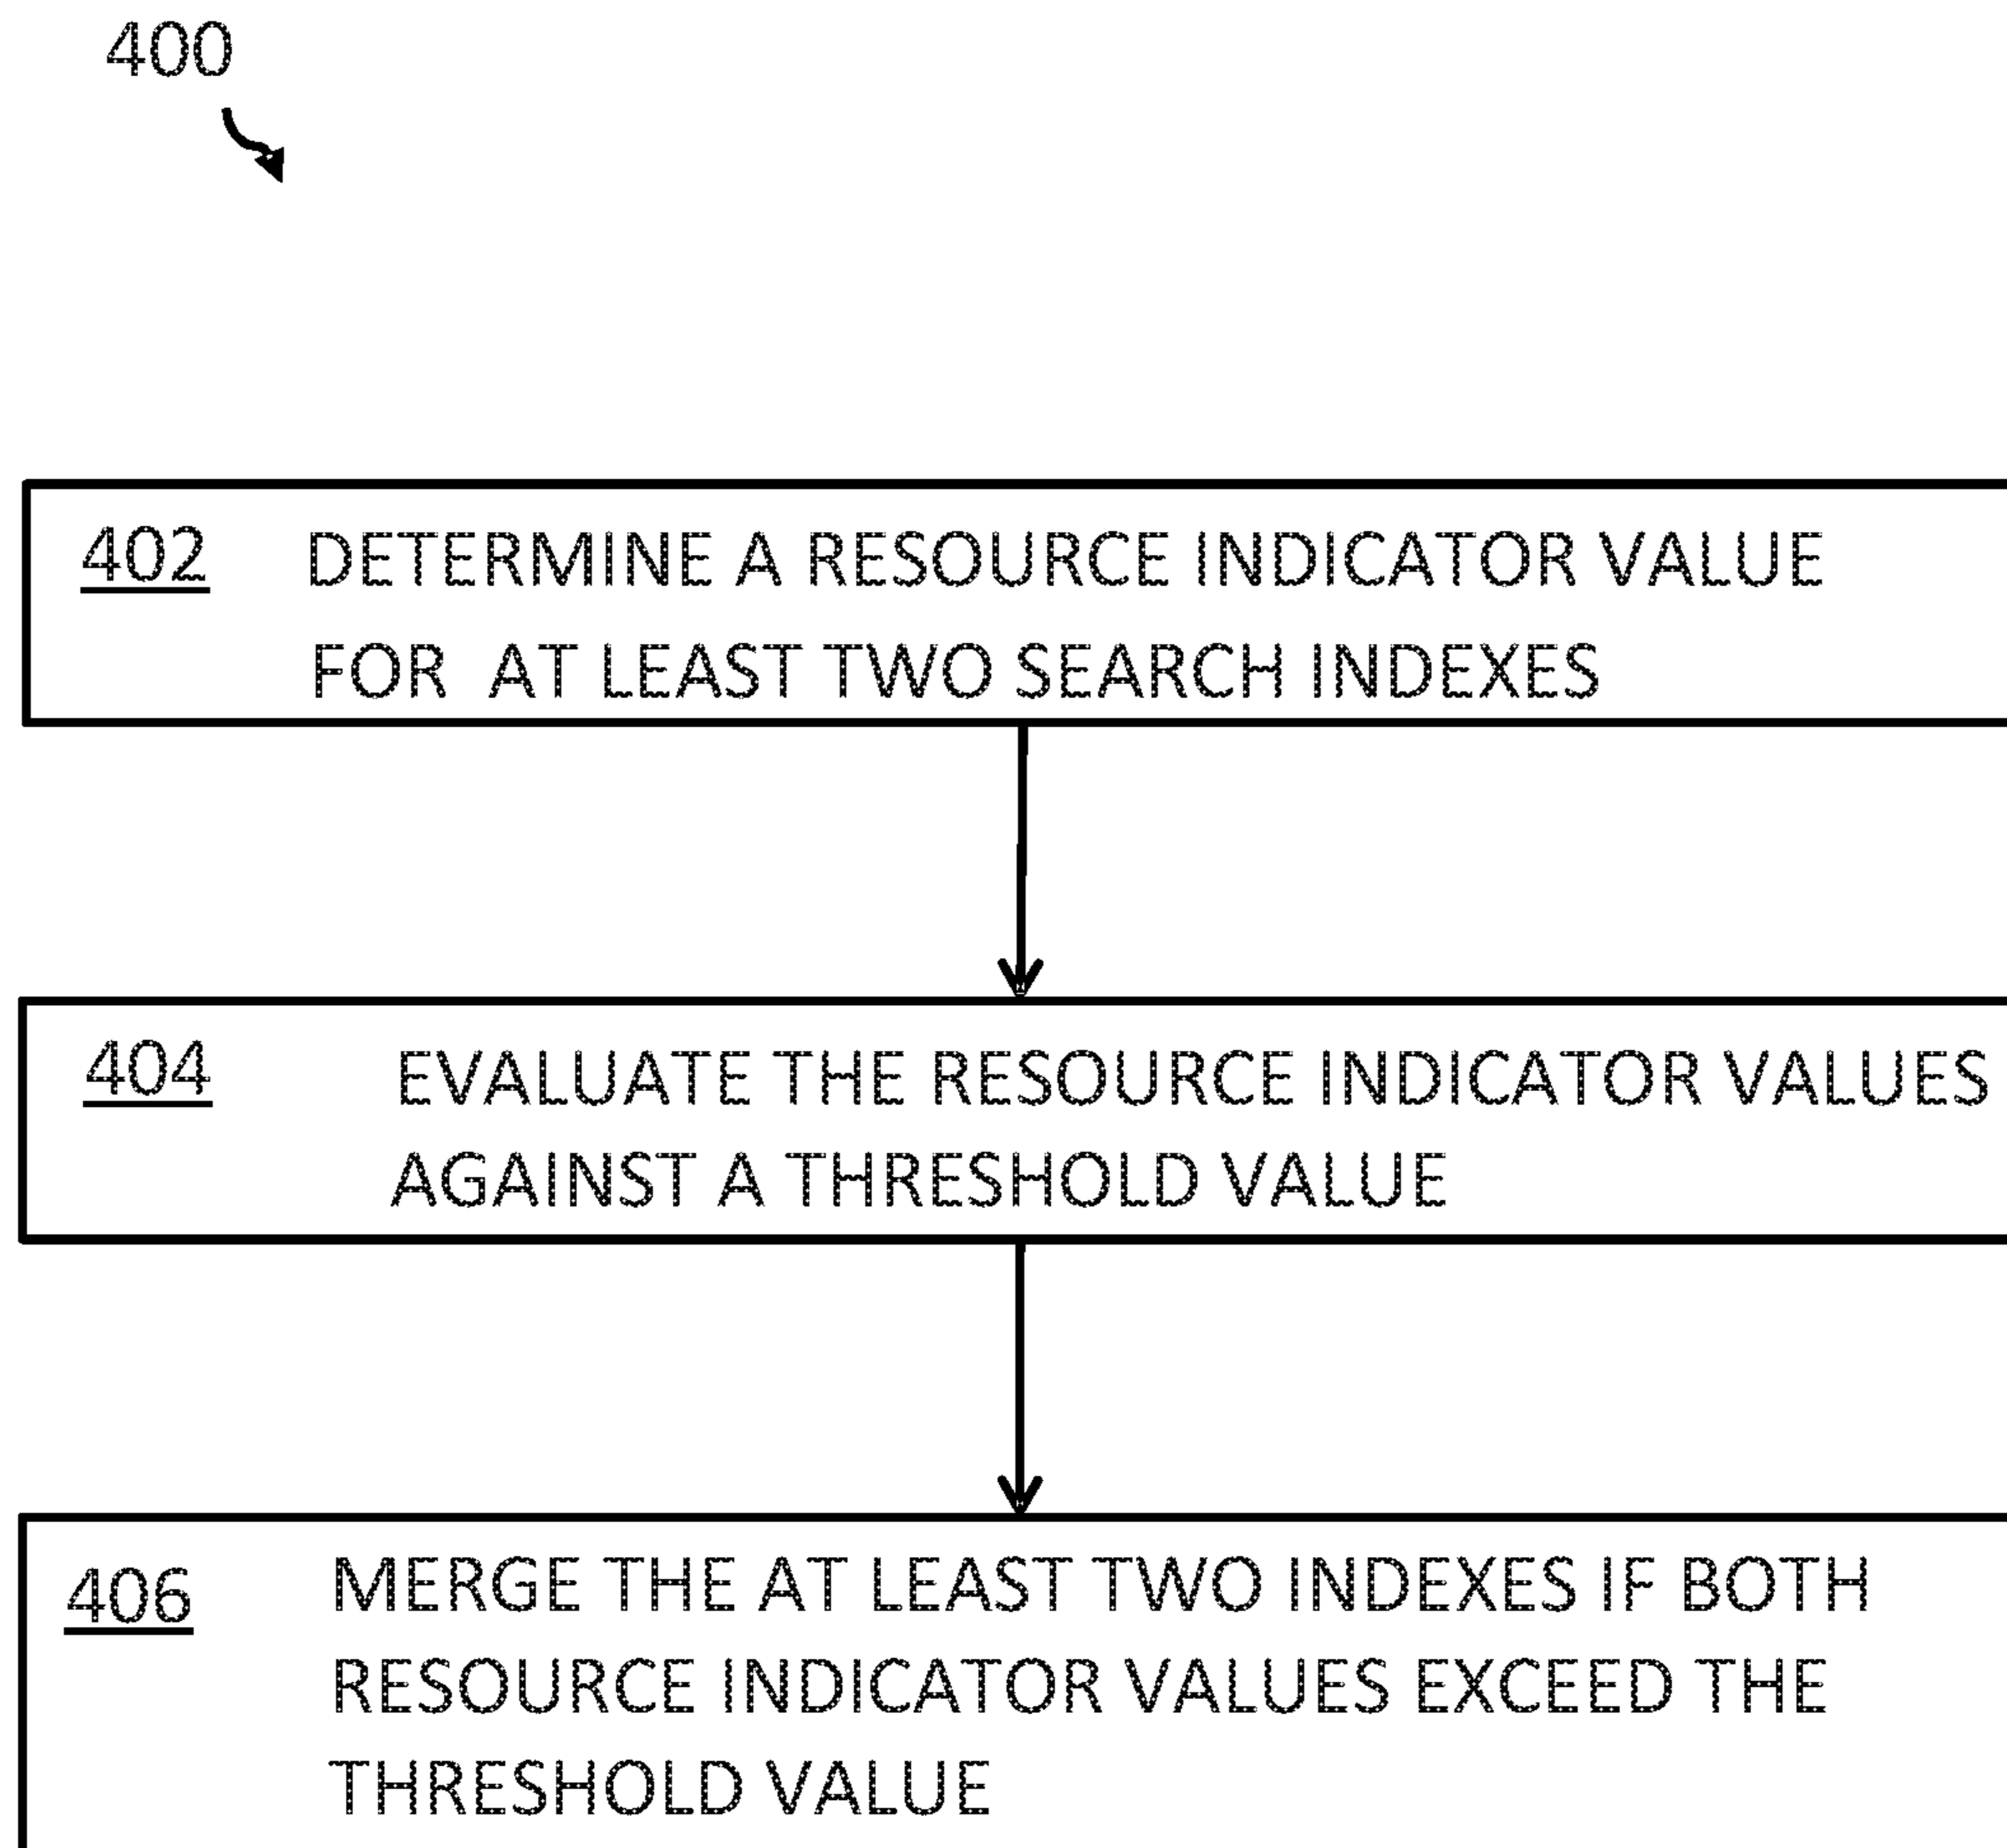 400
402 DETERMINE A RESOURCE INDICATOR VALUE
FOR AT LEAST TWO SEARCH INDEXES
404 EVALUATE THE RESOURCE INDICATOR VALUES
AGAINST A THRESHOLD VALUE
406 MERGE THE AT LEAST TWO INDEXES IF BOTH
RESOURCE INDICATOR VALUES EXCEED THE
THRESHOLD VALUE